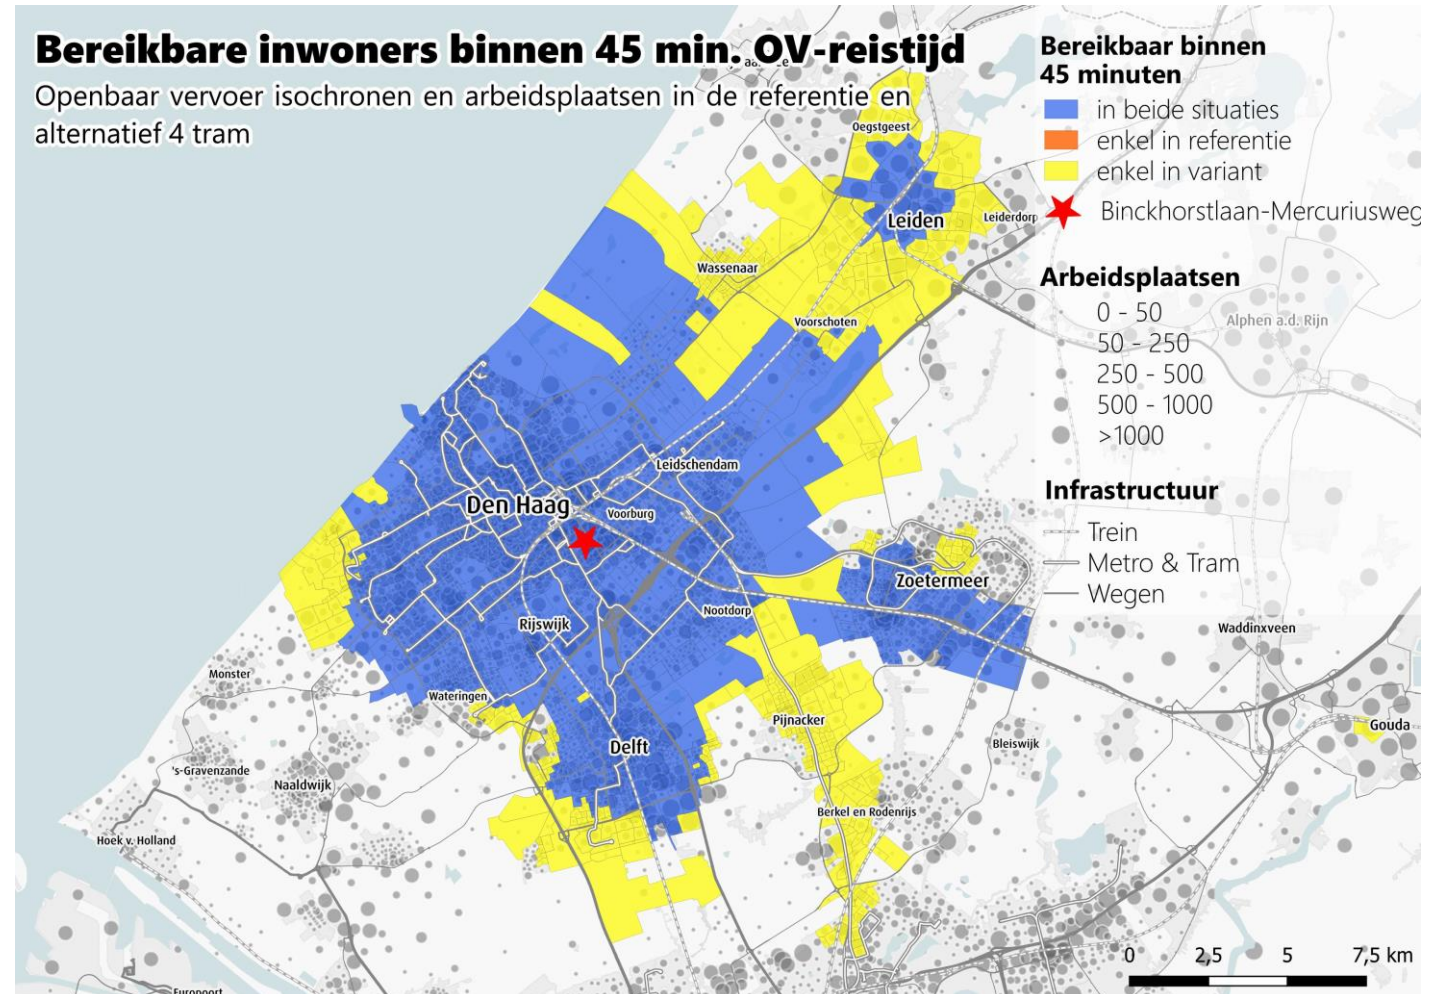 Bereikbare inwoners binnen 45 min. OV-reistijd
Openbaar vervoer isochronen en arbeidsplaatsen in de referentie en
alternatief 4 tram
Bereikbaar binnen
45 minuten
in beide situaties
enkel in referentie
enkel in variant
Binckhorstlaan-Mercuriusweg
Arbeidsplaatsen
0 - 50
50 - 250
250 - 500
500 - 1000
>1000
Infrastructuur
Trein
Metro & Tram
Wegen
Oegstgeest
Leiden
Leiderdorp
Wassenaar
Voorschoten
Alphen a.d. Rijn
Leidschendam
Den Haag
Voorburg
Zoetermeer
Nootdorp
Rijswijk
Waddinxveen
Monster
Wateringen
Pijnacker
Gouda
Delft
Bleiswijk
's-Gravenzande
Naaldwijk
Berkel en Rodenrijs
Hoek v. Holland
Europoort
0 2,5 5 7,5 km